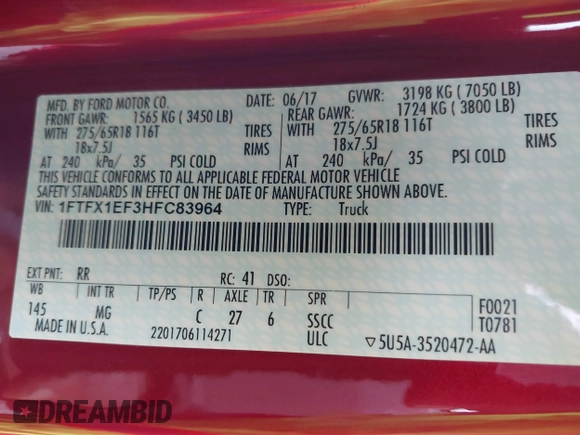 MFD. BY FORD MOTOR CO.
DATE: 06/17 GVWR: 3198 KG ( 7050 LB)
FRONT GAWR: 1565 KG ( 3450 LB) REAR GAWR: 1724 KG ( 3800 LB)
WITH 275/65R18 116T TIRES WITH 275/65R18 116T TIRES
18x7.5J RIMS 18x7.5J RIMS
AT 240 kPa/ 35 PSI COLD AT 240 kPa/ 35 PSI COLD
THIS VEHICLE CONFORMS TO ALL APPLICABLE FEDERAL MOTOR VEHICLE
SAFETY STANDARDS IN EFFECT ON THE DATE OF MANUFACTURE SHOWN ABOVE.
VIN: 1FTFX1EF3HFC83964 TYPE: Truck
EXT PNT: RR RC: 41 DSO:
WB INT TR TP/PS R AXLE TR SPR F0021
145 MG C 27 6 SSCC T0781
MADE IN U.S.A. 2201706114271 ULC ▽5U5A-3520472-AA
DREAMBID